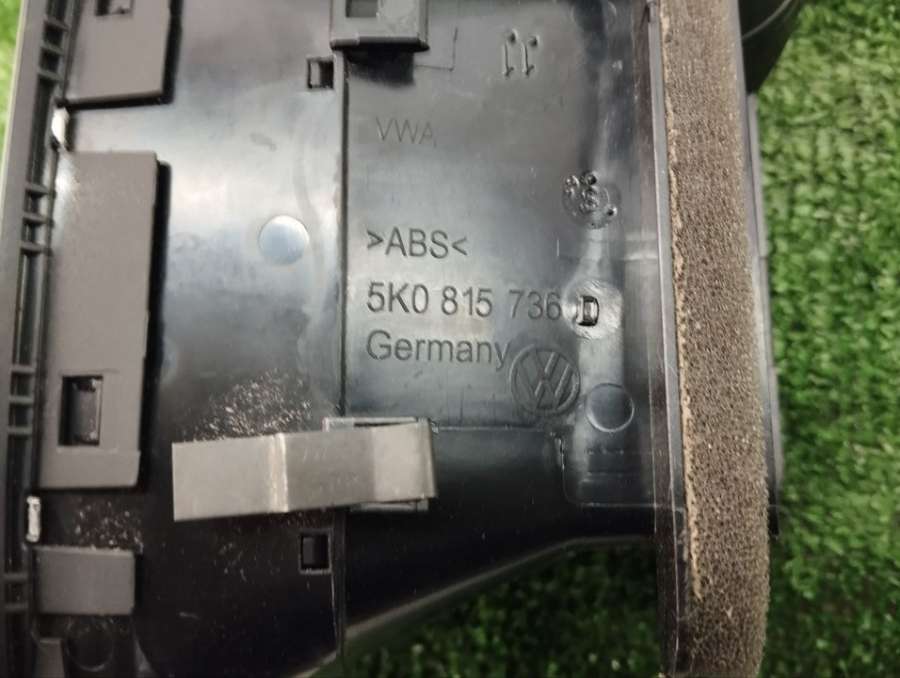 VWA
>ABS<
5K0 815 736 D
Germany